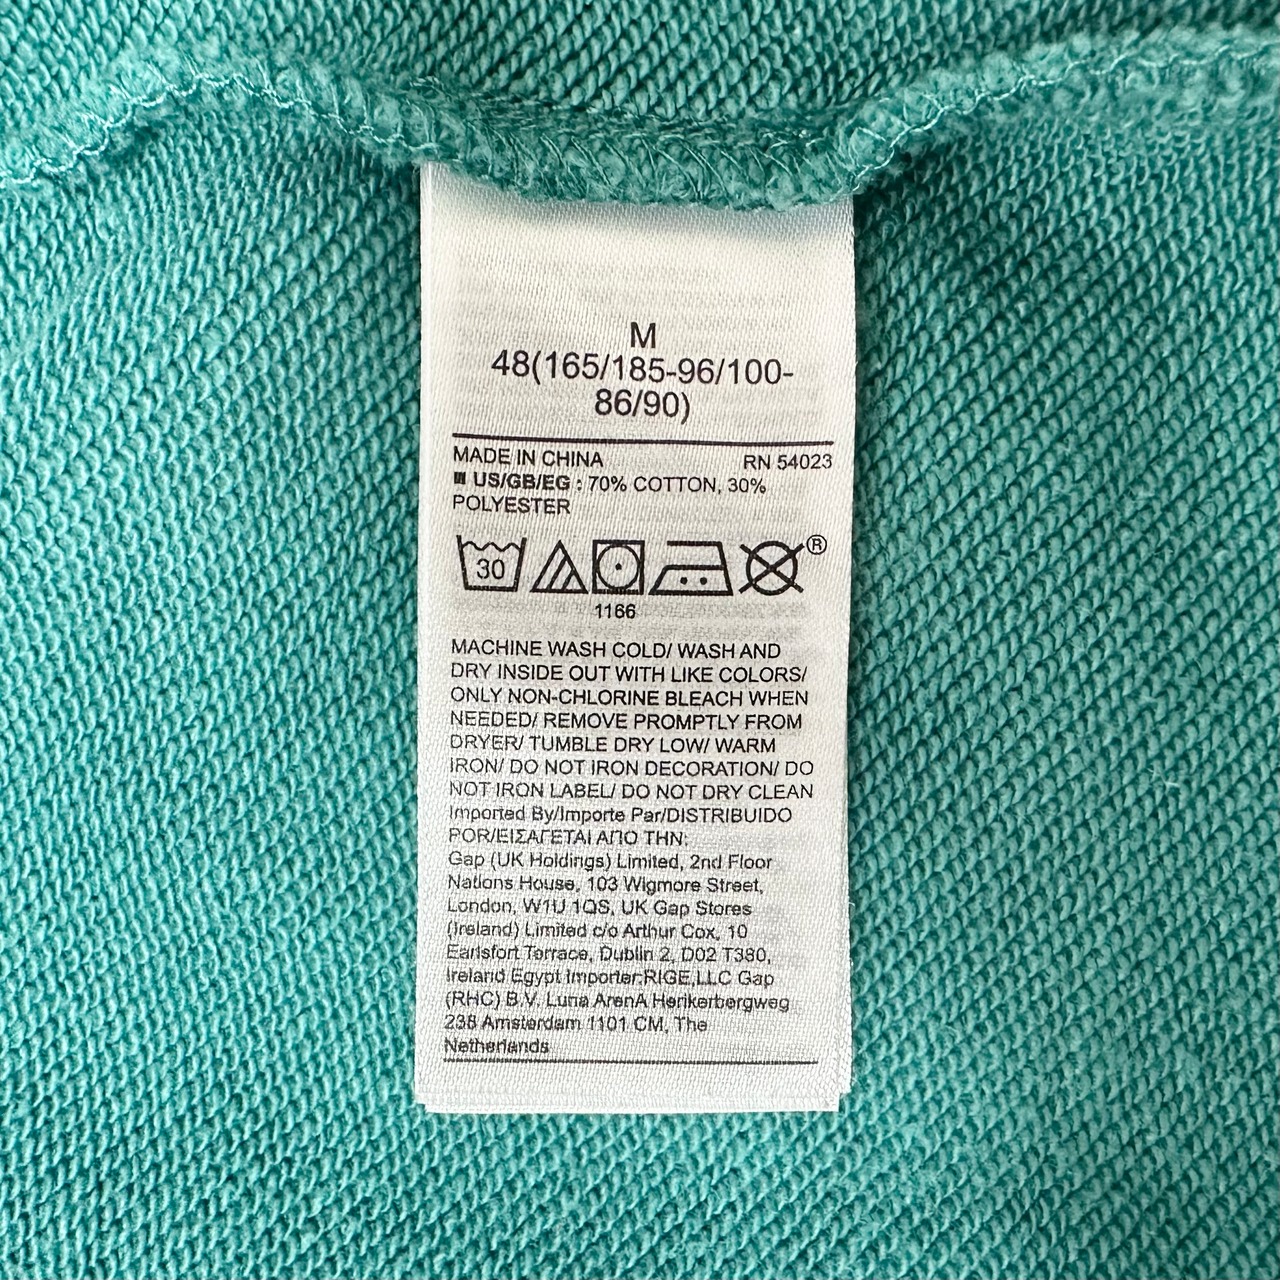 M
48(165/185-96/100-
86/90)
MADE IN CHINA RN 54023
US/GB/EG : 70% COTTON, 30%
POLYESTER
30 ®
1166
MACHINE WASH COLD/ WASH AND
DRY INSIDE OUT WITH LIKE COLORS/
ONLY NON-CHLORINE BLEACH WHEN
NEEDED/ REMOVE PROMPTLY FROM
DRYER/ TUMBLE DRY LOW/ WARM
IRON/ DO NOT IRON DECORATION/ DO
NOT IRON LABEL/ DO NOT DRY CLEAN
Imported By/Importe Par/DISTRIBUIDO
POR/ΕΙΣΑΓΕΤΑΙ ΑΠΟ ΤΗΝ:
Gap (UK Holdings) Limited, 2nd Floor
Nations House, 103 Wigmore Street,
London, W1U 1QS, UK Gap Stores
(Ireland) Limited c/o Arthur Cox, 10
Earlsfort Terrace, Dublin 2, D02 T380,
Ireland Egypt Importer:RIGE,LLC Gap
(RHC) B.V. Luna ArenA Herikerbergweg
238 Amsterdam 1101 CM, The
Netherlands